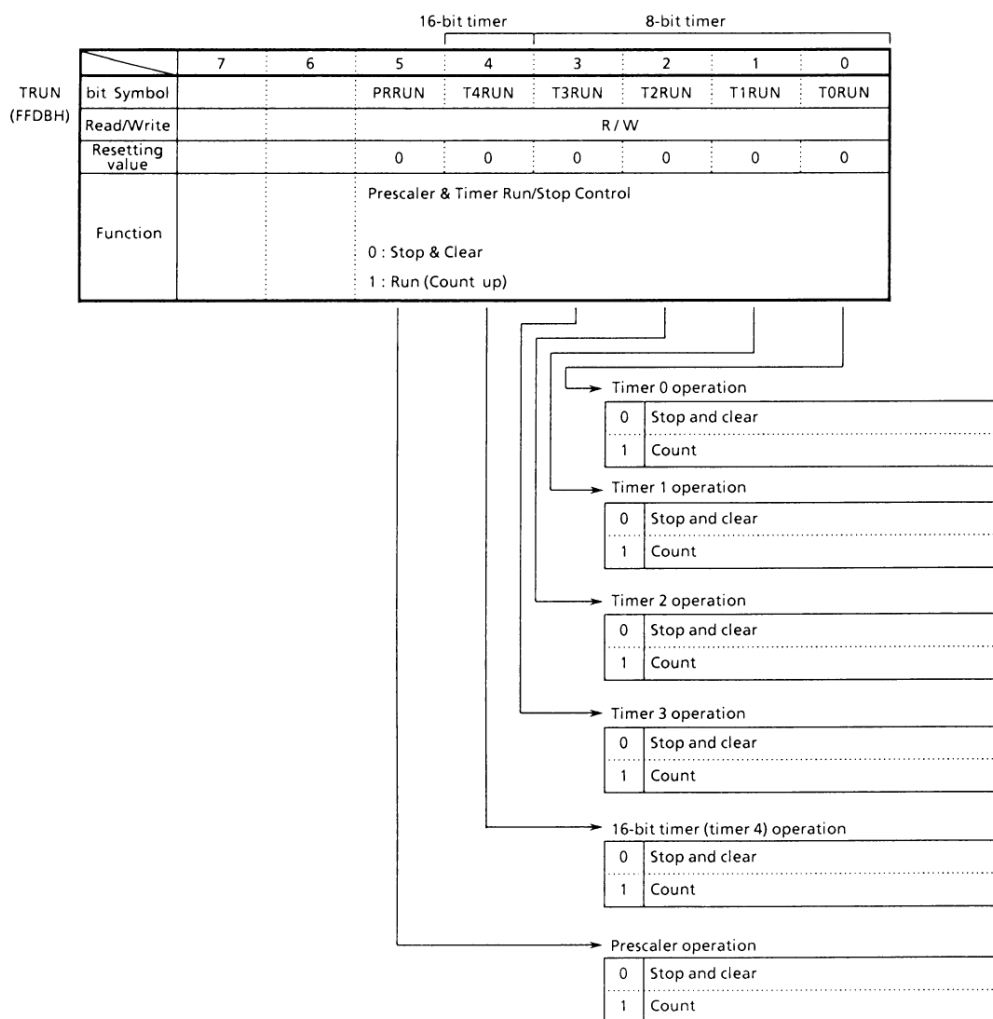 16-bit timer 8-bit timer
7 6 5 4 3 2 1 0
TRUN (FFDBH)
bit Symbol PRRUN T4RUN T3RUN T2RUN T1RUN T0RUN
Read/Write R / W
Resetting value 0 0 0 0 0 0
Function
Prescaler & Timer Run/Stop Control
0 : Stop & Clear
1 : Run (Count up)
Timer 0 operation
0 Stop and clear
1 Count
Timer 1 operation
0 Stop and clear
1 Count
Timer 2 operation
0 Stop and clear
1 Count
Timer 3 operation
0 Stop and clear
1 Count
16-bit timer (timer 4) operation
0 Stop and clear
1 Count
Prescaler operation
0 Stop and clear
1 Count